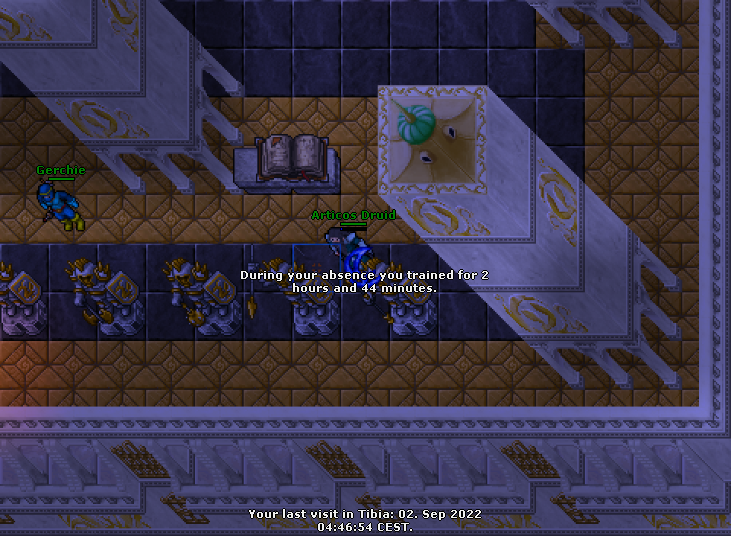 Gerchie
Articos Druid
During your absence you trained for 2
hours and 44 minutes.
Your last visit in Tibia: 02. Sep 2022
04:46:54 CEST.